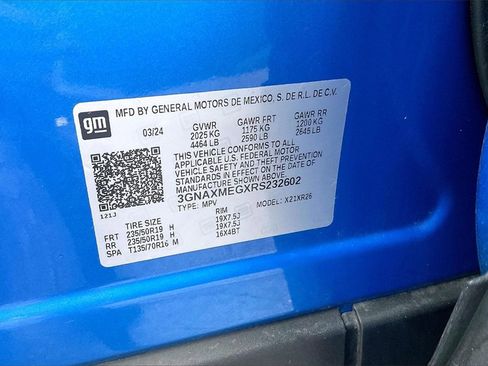 gm
MFD BY GENERAL MOTORS DE MEXICO, S. DE R.L. DE C.V.
03/24 GVWR GAWR FRT GAWR RR
2025 KG 1175 KG 1200 KG
4464 LB 2590 LB 2645 LB
THIS VEHICLE CONFORMS TO ALL
APPLICABLE U.S. FEDERAL MOTOR
VEHICLE SAFETY AND THEFT PREVENTION
STANDARDS IN EFFECT ON THE DATE OF
MANUFACTURE SHOWN ABOVE.
3GNAXMEGXRS232602
TYPE: MPV MODEL: X21XR26
121J
TIRE SIZE RIM
FRT 235/50R19 H 19X7.5J
RR 235/50R19 H 19X7.5J
SPA T135/70R16 M 16X4BT